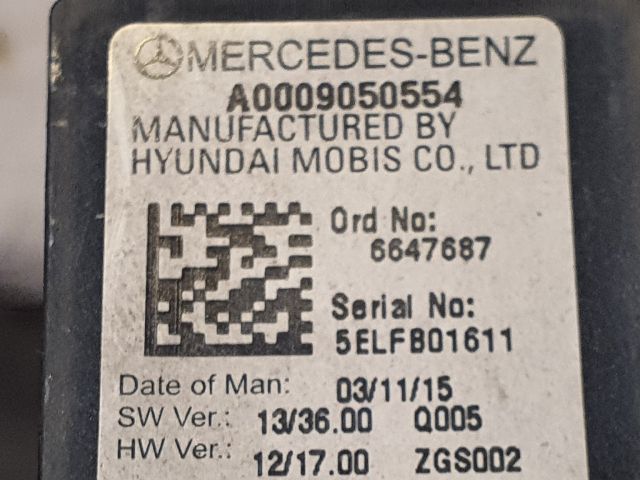 MERCEDES-BENZ
A0009050554
MANUFACTURED BY
HYUNDAI MOBIS CO., LTD
Ord No:
6647687
Serial No:
5ELFB01611
Date of Man: 03/11/15
SW Ver.: 13/36.00 Q005
HW Ver.: 12/17.00 ZGS002